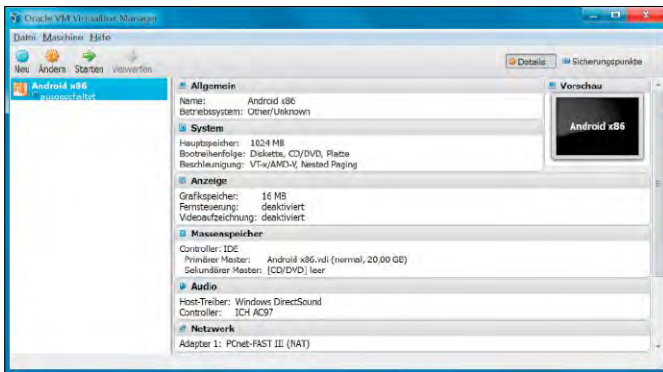 Oracle VM VirtualBox Manager
Datei Maschine Hilfe
Neu Ändern Starten Verwerfen
Details Sicherungspunkte
Android x86
ausgeschaltet
Allgemein
Name: Android x86
Betriebssystem: Other/Unknown
System
Hauptspeicher: 1024 MB
Bootreihenfolge: Diskette, CD/DVD, Platte
Beschleunigung: VT-x/AMD-V, Nested Paging
Vorschau
Android x86
Anzeige
Grafikspeicher: 16 MB
Fernsteuerung: deaktiviert
Videoaufzeichnung: deaktiviert
Massenspeicher
Controller: IDE
Primärer Master: Android x86.vdi (normal, 20,00 GB)
Sekundärer Master: [CD/DVD] leer
Audio
Host-Treiber: Windows DirectSound
Controller: ICH AC97
Netzwerk
Adapter 1: PCnet-FAST III (NAT)